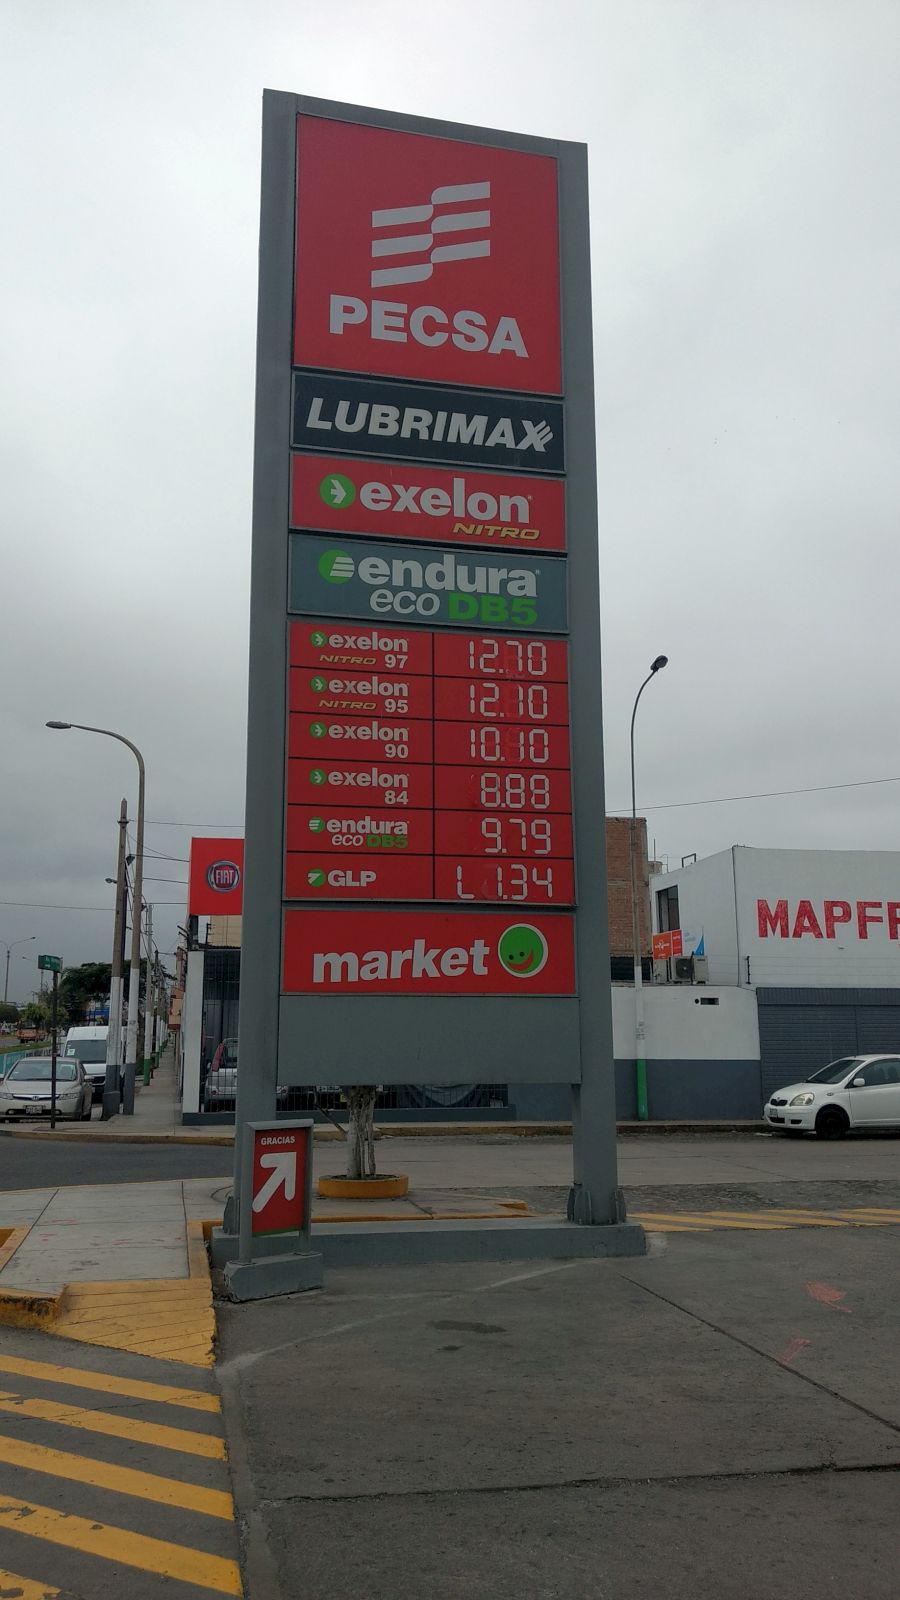 PECSA
LUBRIMAX
exelon
NITRO
endura
eco DB5
exelon
NITRO 97 12.70
exelon
NITRO 95 12.10
exelon
90 10.10
exelon
84 8.88
endura
eco DB5 9.79
GLP L 1.34
market
GRACIAS
FIAT
MAPFR